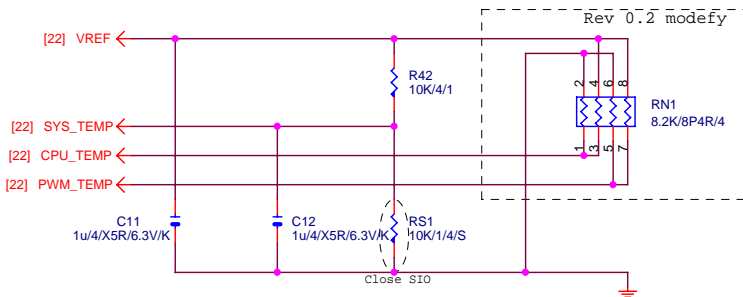 Rev 0.2 modefy
[22] VREF
R42
10K/4/1
2 4 6 8
RN1
8.2K/8P4R/4
[22] SYS_TEMP
[22] CPU_TEMP
1 3 5 7
[22] PWM_TEMP
C11
1u/4/X5R/6.3V/K
C12
1u/4/X5R/6.3V/K
RS1
10K/1/4/S
Close SIO